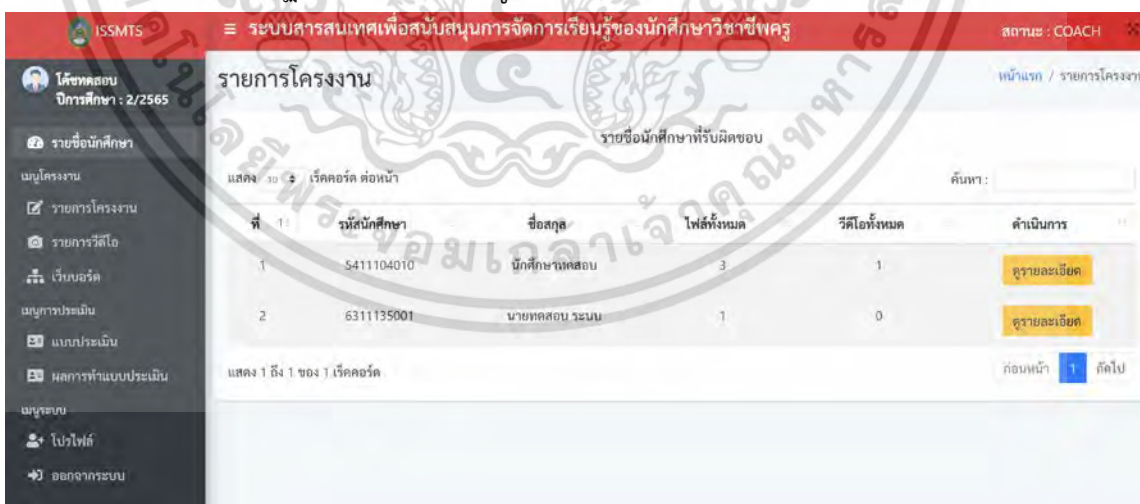 ISSMTS
≡ ระบบสารสนเทศเพื่อสนับสนุนการจัดการเรียนรู้ของนักศึกษาวิชาชีพครู
สถานะ : COACH
โค้ชทดสอบ
ปีการศึกษา : 2/2565
รายชื่อนักศึกษา
เมนูโครงงาน
รายการโครงงาน
รายการวีดีโอ
เว็บบอร์ด
เมนูการประเมิน
แบบประเมิน
ผลการทำแบบประเมิน
เมนูระบบ
โปรไฟล์
ออกจากระบบ
รายการโครงงาน
หน้าแรก / รายการโครงงาน
รายชื่อนักศึกษาที่รับผิดชอบ
แสดง 10 เร็คคอร์ด ต่อหน้า
ค้นหา :
ที่ รหัสนักศึกษา ชื่อสกุล ไฟล์ทั้งหมด วีดีโอทั้งหมด ดำเนินการ
1 5411104010 นักศึกษาทดสอบ 3 1 ดูรายละเอียด
2 6311135001 นายทดสอบ ระบบ 1 0 ดูรายละเอียด
แสดง 1 ถึง 1 ของ 1 เร็คคอร์ด
ก่อนหน้า 1 ถัดไป